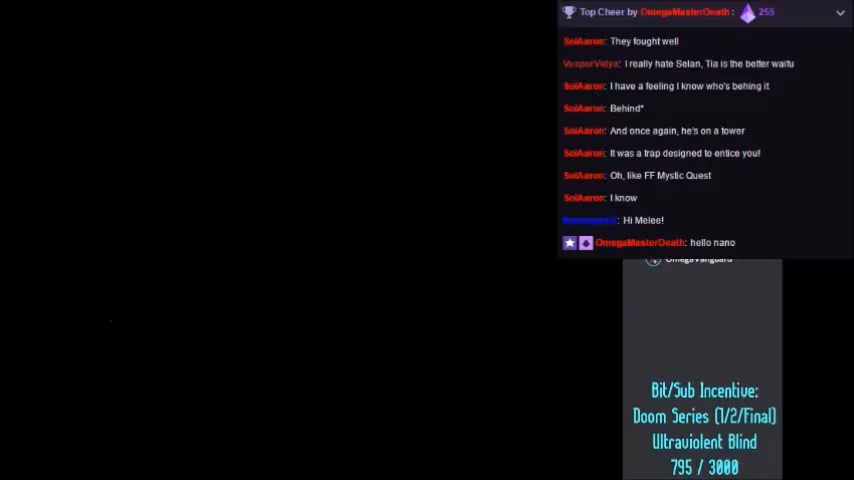 Top Cheer by OmegaMasterDeath: 255
SolAaron: They fought well
VesperVidya: I really hate Selan, Tia is the better waifu
SolAaron: I have a feeling I know who's behing it
SolAaron: Behind*
SolAaron: And once again, he's on a tower
SolAaron: It was a trap designed to entice you!
SolAaron: Oh, like FF Mystic Quest
SolAaron: I know
: Hi Melee!
OmegaMasterDeath: hello nano
OmegaVanguard
Bit/Sub Incentive:
Doom Series (1/2/Final)
Ultraviolent Blind
795 / 3000